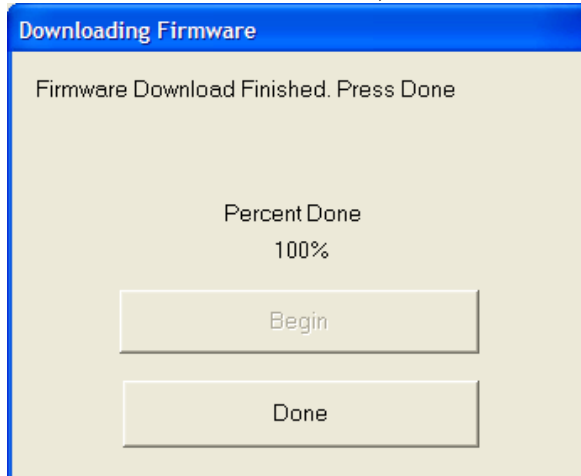 Downloading Firmware
Firmware Download Finished. Press Done
Percent Done
100%
Begin
Done